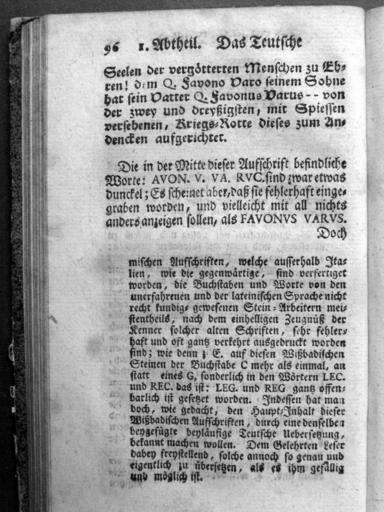 96 1. Abtheil. Das Teutsche
Seelen der vergötterten Menschen zu Eh-
ren! dem Q. Favono Varo seinem Sohne
hat sein Vatter Q. Favonus Varus - - von
der zwey und dreyßigsten, mit Spiessen
versehenen, Kriegs-Rotte dieses zum An-
dencken aufgerichtet.
Die in der Mitte dieser Aufschrift befindliche
Worte: AVON. V. VA. RVC. sind zwar etwas
dunckel; Es scheinet aber, daß sie fehlerhaft einge-
graben worden, und vielleicht mit all nichts
anders anzeigen sollen, als FAVONVS VARVS.
Doch
mischen Aufschriften, welche ausserhalb Ita-
lien, wie die gegenwärtige, sind verfertiget
worden, die Buchstaben und Worte von den
unerfahrenen und der lateinischen Sprache nicht
recht kundig gewesenen Stein-Arbeitern mei-
stentheils, nach dem einhelligen Zeugnüß der
Kenner solcher alten Schriften, sehr fehler-
haft und oft gantz verkehrt ausgedruckt worden
sind; wie denn z. E. auf diesen Wißbadischen
Steinen der Buchstabe C mehr als einmal, an
statt eines G, sonderlich in den Wörtern LEC.
und REC. das ist: LEG. und REG gantz offen-
barlich ist gesetzet worden. Indessen hat man
doch, wie gedacht, den Haupt-Inhalt dieser
Wißbadischen Aufschriften, durch eine denselben
beygefügte beyläufige Teutsche Uebersetzung,
bekannt machen wollen. Dem Gelehrten Leser
dabey freystellend, solche annoch so genau und
eigentlich zu übersetzen, als es ihm gefällig
und möglich ist.